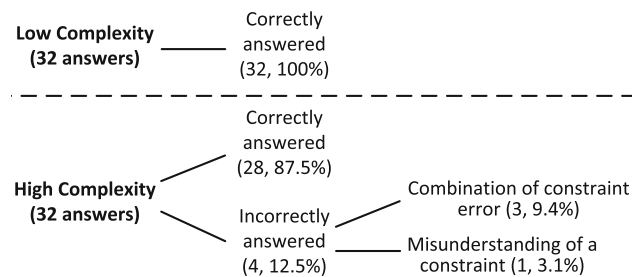 Low Complexity
(32 answers)
Correctly
answered
(32, 100%)
Correctly
answered
(28, 87.5%)
High Complexity
(32 answers)
Incorrectly
answered
(4, 12.5%)
Combination of constraint
error (3, 9.4%)
Misunderstanding of a
constraint (1, 3.1%)